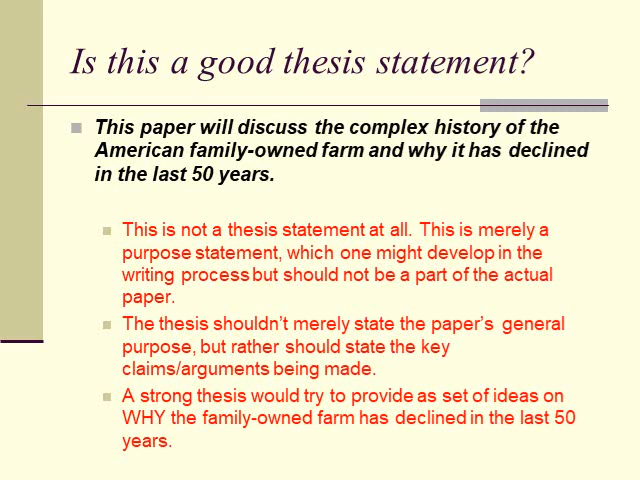 Is this a good thesis statement?
This paper will discuss the complex history of the
American family-owned farm and why it has declined
in the last 50 years.
This is not a thesis statement at all. This is merely a
purpose statement, which one might develop in the
writing process but should not be a part of the actual
paper.
The thesis shouldn’t merely state the paper’s general
purpose, but rather should state the key
claims/arguments being made.
A strong thesis would try to provide as set of ideas on
WHY the family-owned farm has declined in the last 50
years.